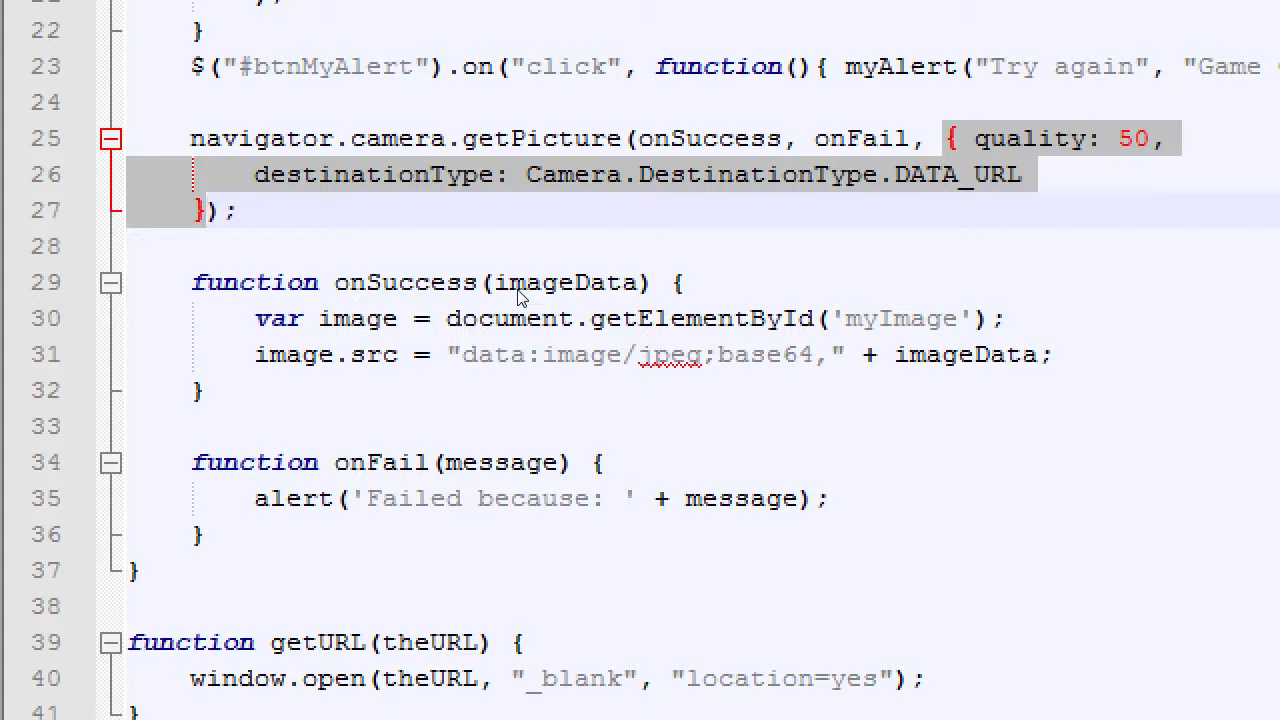 21 };
22 }
23 $("#btnMyAlert").on("click", function(){ myAlert("Try again", "Game
24
25 navigator.camera.getPicture(onSuccess, onFail, { quality: 50,
26 destinationType: Camera.DestinationType.DATA_URL
27 });
28
29 function onSuccess(imageData) {
30 var image = document.getElementById('myImage');
31 image.src = "data:image/jpeg;base64," + imageData;
32 }
33
34 function onFail(message) {
35 alert('Failed because: ' + message);
36 }
37 }
38
39 function getURL(theURL) {
40 window.open(theURL, "_blank", "location=yes");
41 }